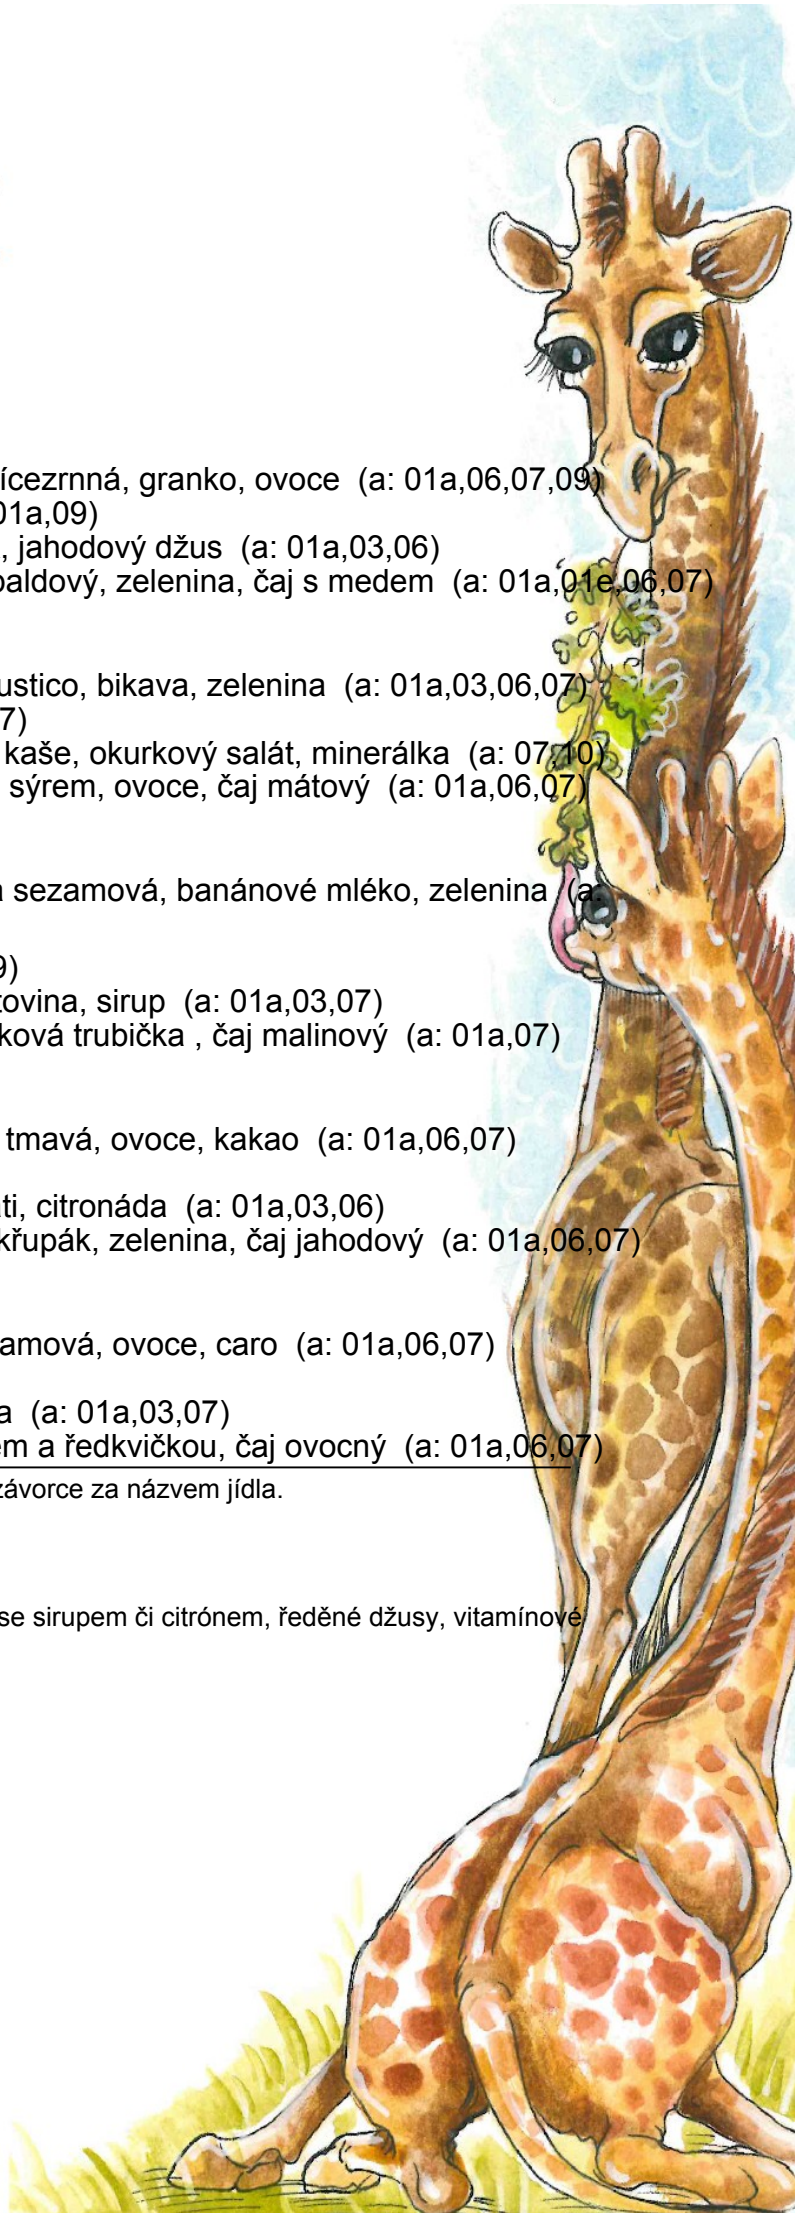 ícezrnná, granko, ovoce (a: 01a,06,07,09)
01a,09)
, jahodový džus (a: 01a,03,06)
paldový, zelenina, čaj s medem (a: 01a,01e,06,07)
ustico, bikava, zelenina (a: 01a,03,06,07)
7)
kaše, okurkový salát, minerálka (a: 07,10)
sýrem, ovoce, čaj mátový (a: 01a,06,07)
a sezamová, banánové mléko, zelenina (a:
9)
tovina, sirup (a: 01a,03,07)
ková trubička , čaj malinový (a: 01a,07)
tmavá, ovoce, kakao (a: 01a,06,07)
ati, citronáda (a: 01a,03,06)
křupák, zelenina, čaj jahodový (a: 01a,06,07)
amová, ovoce, caro (a: 01a,06,07)
a (a: 01a,03,07)
em a ředkvičkou, čaj ovocný (a: 01a,06,07)
závorce za názvem jídla.
se sirupem či citrónem, ředěné džusy, vitamínové